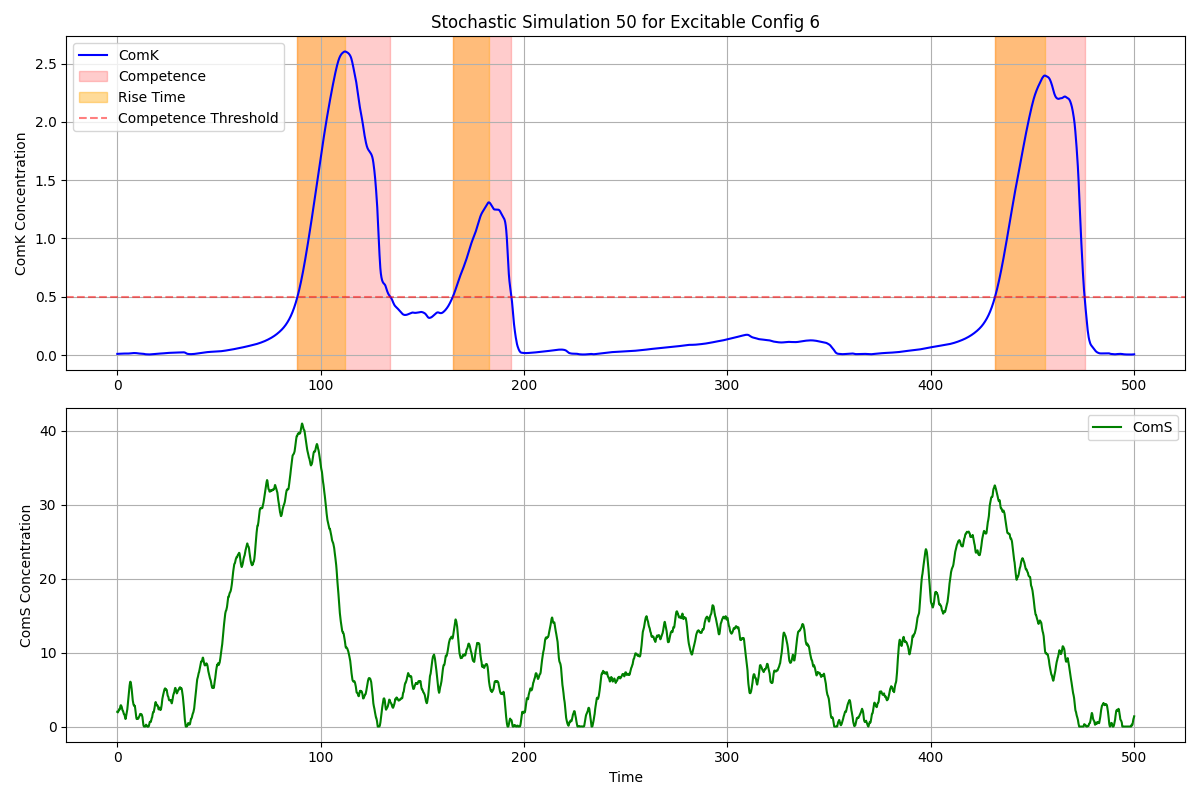 Stochastic Simulation 50 for Excitable Config 6
ComK
Competence
Rise Time
Competence Threshold
ComK Concentration
2.5
2.0
1.5
1.0
0.5
0.0
0 100 200 300 400 500
ComS
ComS Concentration
40
30
20
10
0
0 100 200 300 400 500
Time